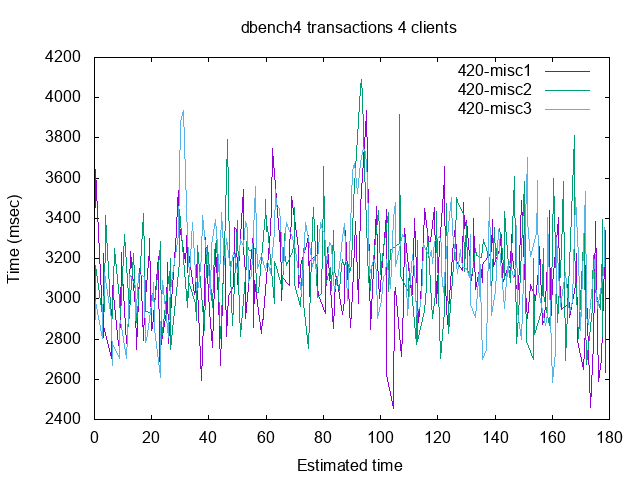 dbench4 transactions 4 clients
4200
4000
3800
3600
3400
3200
3000
2800
2600
2400
0 20 40 60 80 100 120 140 160 180
Time (msec)
Estimated time
420-misc1
420-misc2
420-misc3